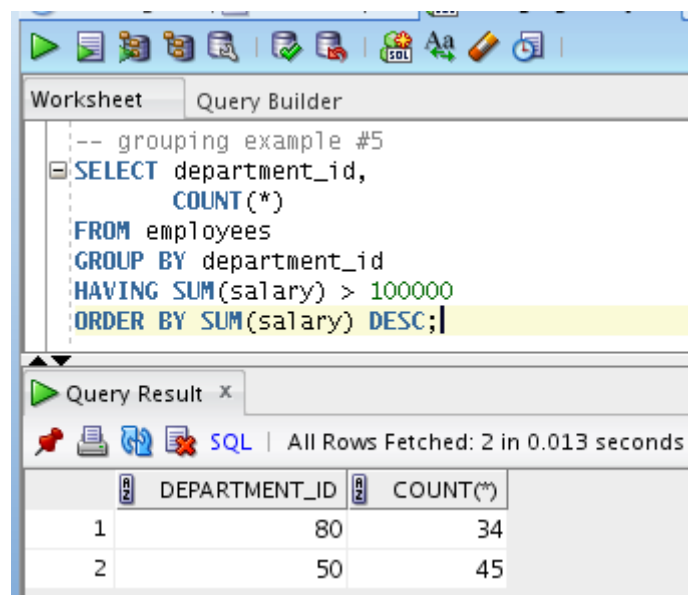 Worksheet Query Builder
-- grouping example #5
SELECT department_id,
COUNT(*)
FROM employees
GROUP BY department_id
HAVING SUM(salary) > 100000
ORDER BY SUM(salary) DESC;
Query Result x
SQL | All Rows Fetched: 2 in 0.013 seconds
DEPARTMENT_ID COUNT(*)
1 80 34
2 50 45